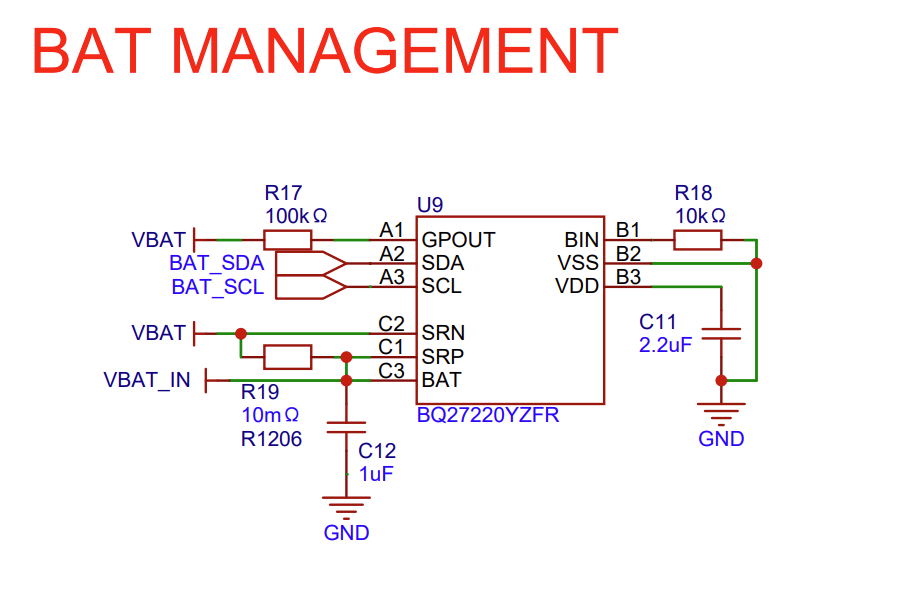 BAT MANAGEMENT
R17
100kΩ
U9
R18
10kΩ
VBAT
A1
GPOUT
BIN
B1
BAT_SDA
A2
SDA
VSS
B2
BAT_SCL
A3
SCL
VDD
B3
VBAT
C2
SRN
C11
2.2uF
C1
SRP
VBAT_IN
C3
BAT
R19
10mΩ
R1206
BQ27220YZFR
C12
1uF
GND
GND